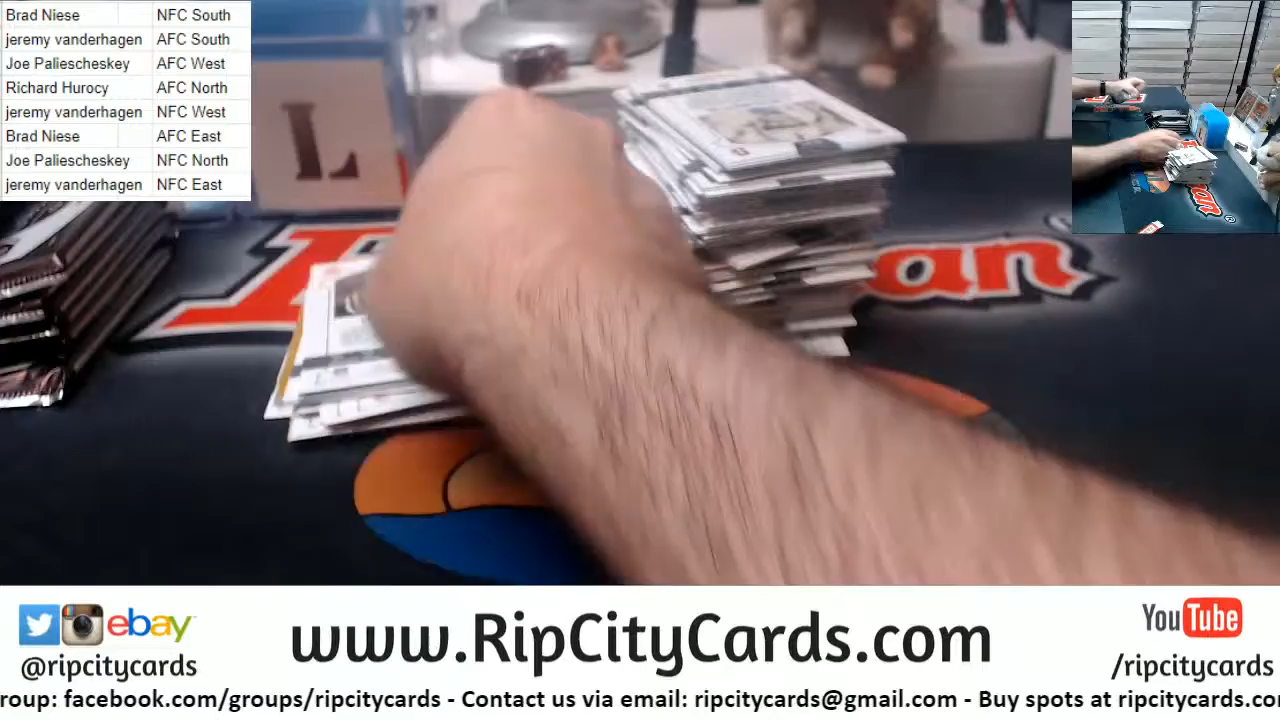 Brad Niese NFC South
jeremy vanderhagen AFC South
Joe Paliescheskey AFC West
Richard Hurocy AFC North
jeremy vanderhagen NFC West
Brad Niese AFC East
Joe Paliescheskey NFC North
jeremy vanderhagen NFC East
L
an
®
ebay
www.RipCityCards.com
YouTube
@ripcitycards
/ripcitycards
roup: facebook.com/groups/ripcitycards - Contact us via email: ripcitycards@gmail.com - Buy spots at ripcitycards.co